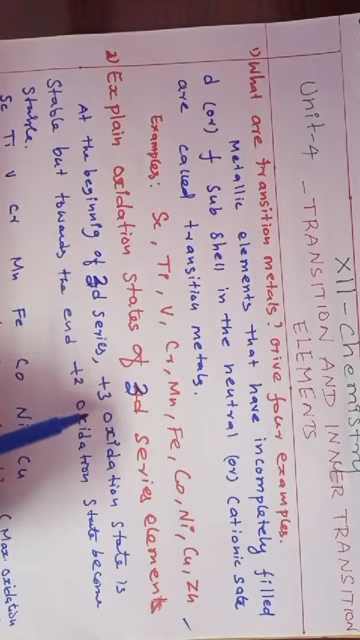 XII-Chemist
Unit-4 - TRANSITION AND INNER TRANSITION
ELEMENTS
1) What are transition metals? Give four examples.
Metallic elements that have incompletely filled
d (or) f sub shell in the neutral (or) cationic sate
are called transition metals.
Examples: Sc, Ti, V, Cr, Mn, Fe, Co, Ni, Cu, Zn
2) Explain oxidation states of 3d series elements
At the beginnig of 3d series, +3 oxidation state is
stable but towards the end +2 oxidation state become
stable.
Sc Ti V Cr Mn Fe Co Ni Cu
(Max oxidation